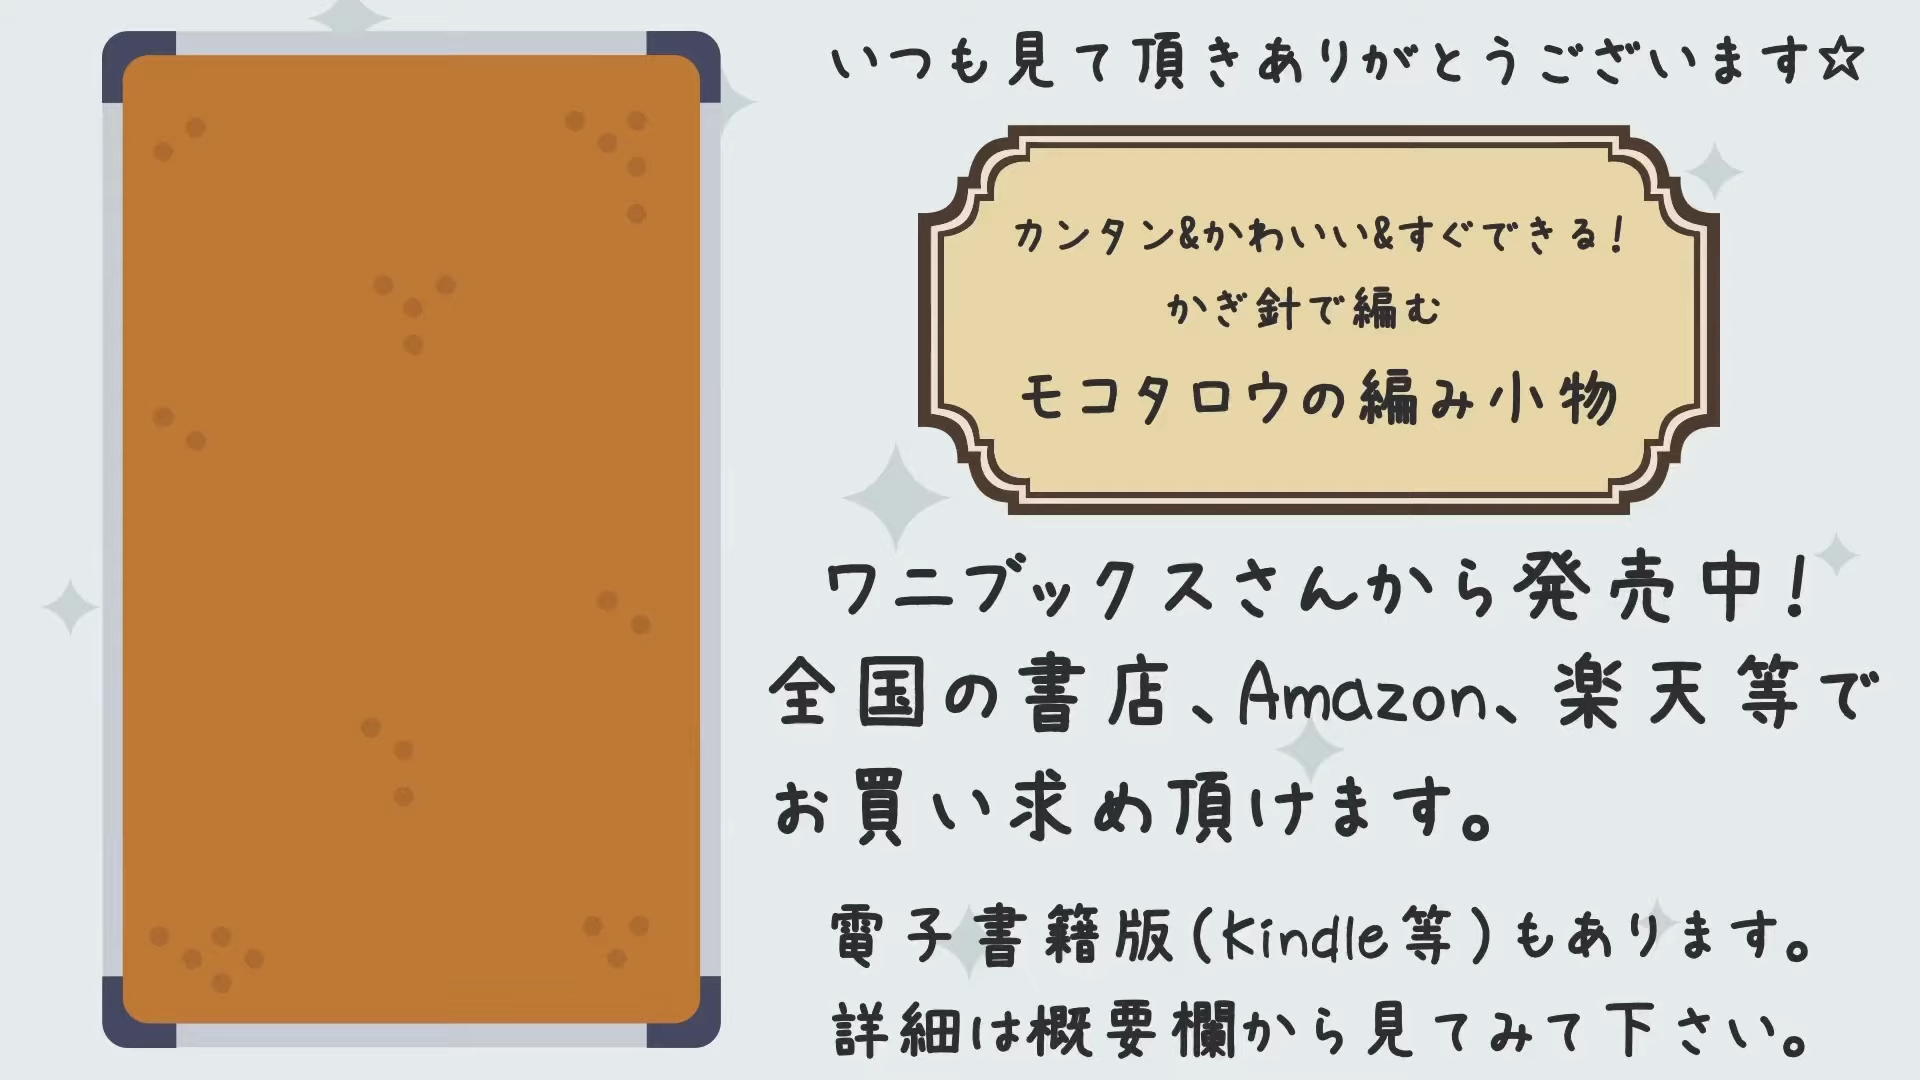 いつも見て頂きありがとうございます☆
カンタン&かわいい&すぐできる!
かぎ針で編む
モコタロウの編み小物
ワニブックスさんから発売中!
全国の書店、Amazon、楽天等で
お買い求め頂けます。
電子書籍版(Kindle等)もあります。
詳細は概要欄から見てみて下さい。